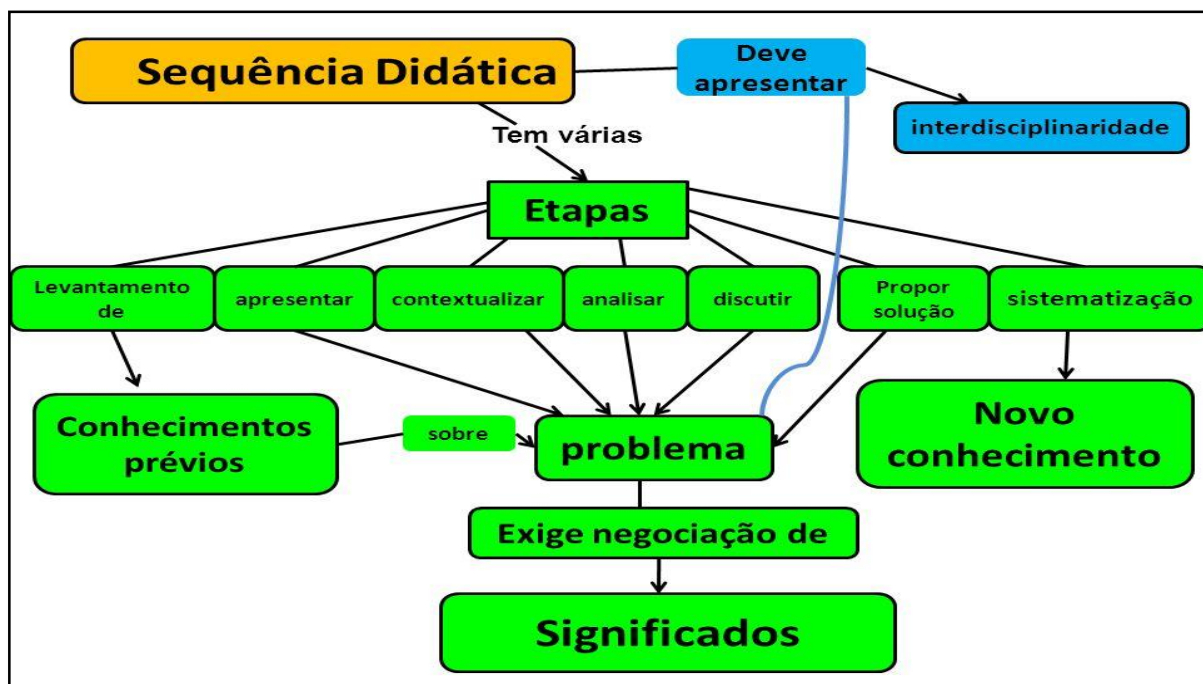 Sequência Didática
Deve
apresentar
interdisciplinaridade
Tem várias
Etapas
Levantamento
de
apresentar
contextualizar
analisar
discutir
Propor
solução
sistematização
Conhecimentos
prévios
sobre
problema
Novo
conhecimento
Exige negociação de
Significados